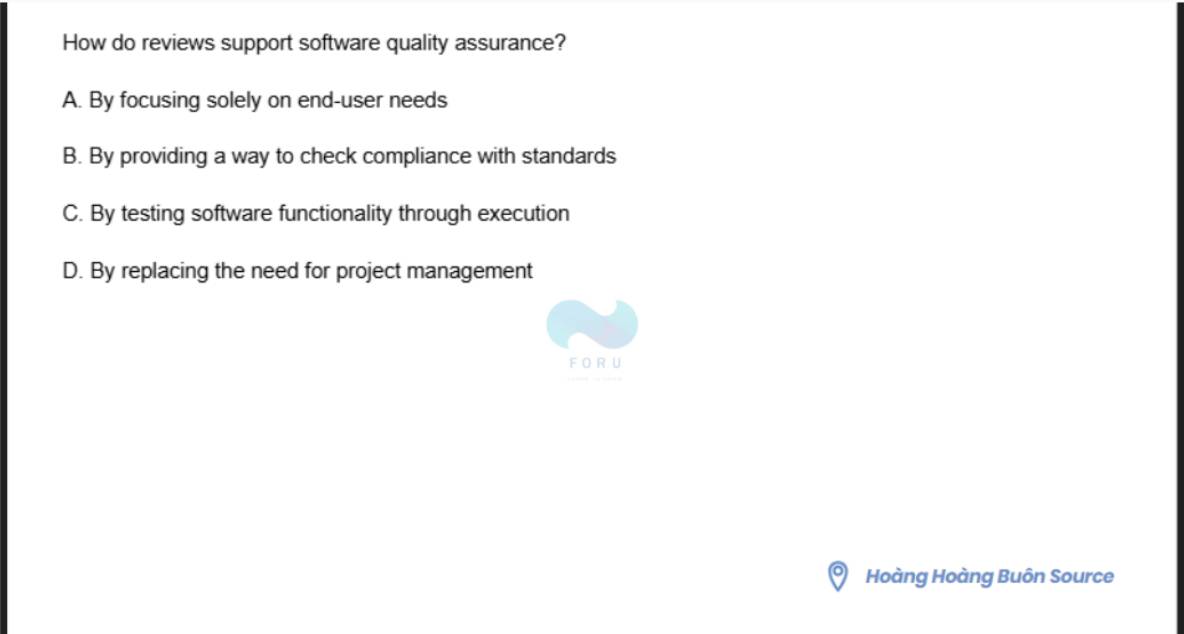 How do reviews support software quality assurance?
A. By focusing solely on end-user needs
B. By providing a way to check compliance with standards
C. By testing software functionality through execution
D. By replacing the need for project management
FORU
Hoàng Hoàng Buôn Source